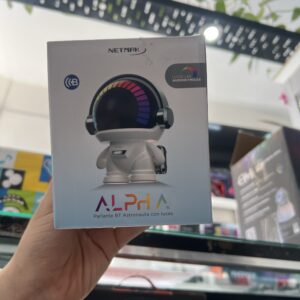 NETMAK
ALPHA
Parlante BT Astronauta con luces